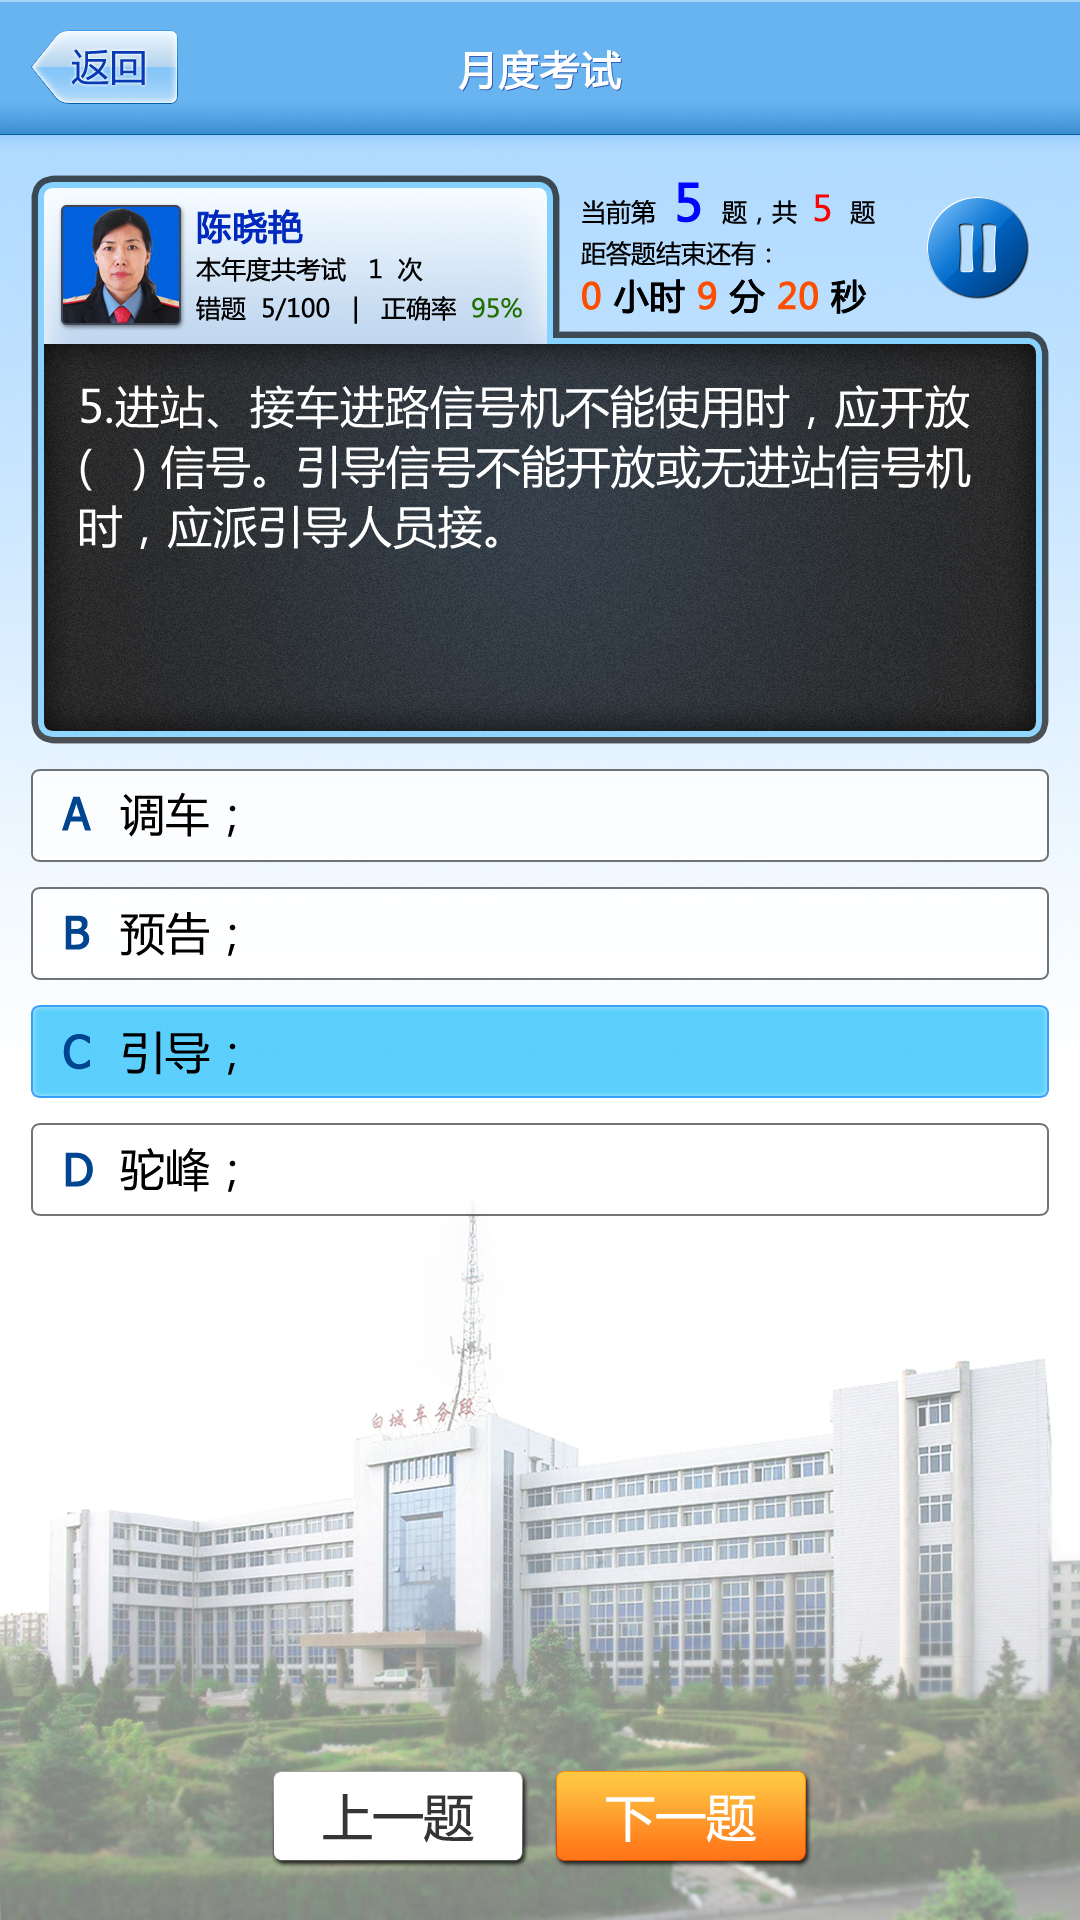 返回
月度考试
陈晓艳
本年度共考试 1 次
错题 5/100 | 正确率 95%
当前第 5 题，共 5 题
距答题结束还有：
0 小时 9 分 20 秒
5.进站、接车进路信号机不能使用时，应开放
( ) 信号。引导信号不能开放或无进站信号机
时，应派引导人员接。
A 调车；
B 预告；
C 引导；
D 驼峰；
白城车务段
上一题
下一题